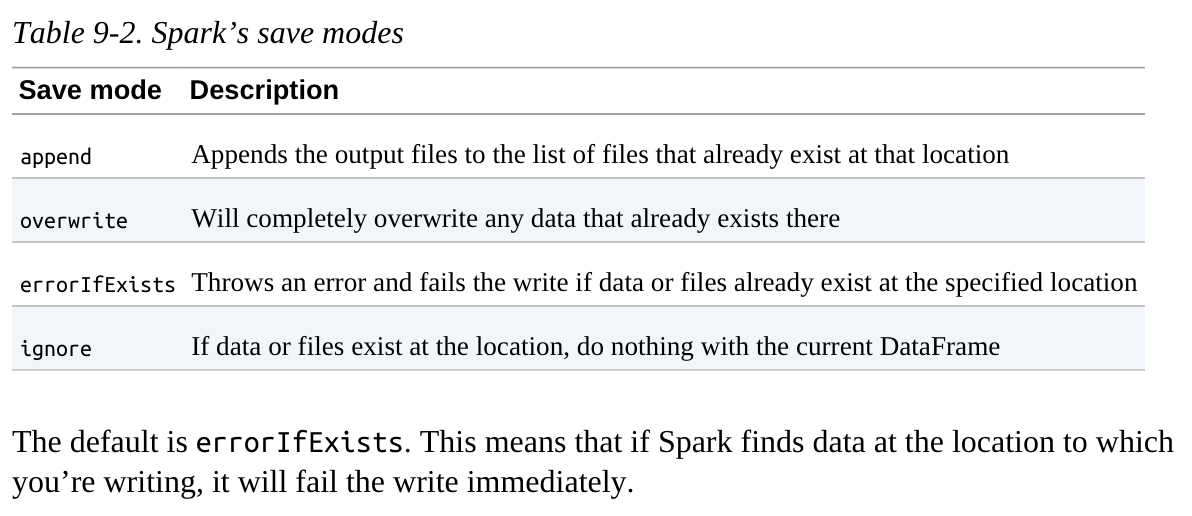 Table 9-2. Spark’s save modes
Save mode Description
append Appends the output files to the list of files that already exist at that location
overwrite Will completely overwrite any data that already exists there
errorIfExists Throws an error and fails the write if data or files already exist at the specified location
ignore If data or files exist at the location, do nothing with the current DataFrame
The default is errorIfExists. This means that if Spark finds data at the location to which
you’re writing, it will fail the write immediately.